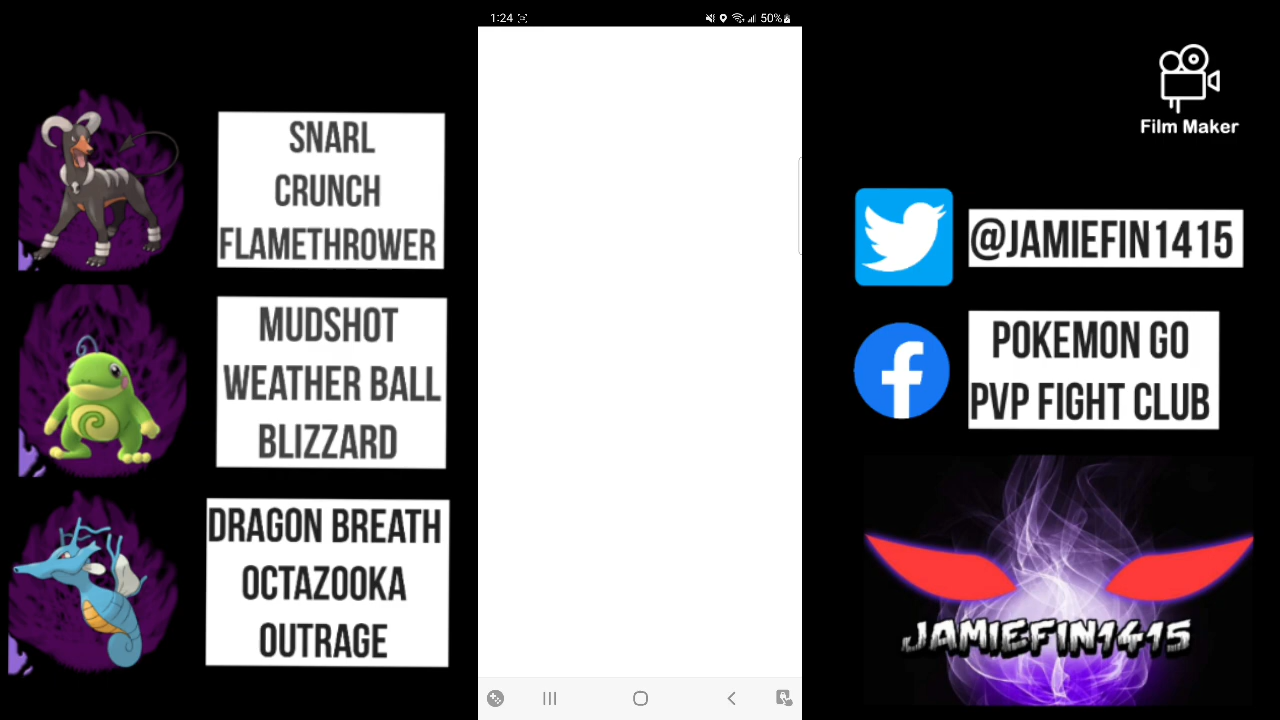 SNARL
CRUNCH
FLAMETHROWER
MUDSHOT
WEATHER BALL
BLIZZARD
DRAGON BREATH
OCTAZOOKA
OUTRAGE
1:24
50%
Film Maker
@JAMIEFIN1415
POKEMON GO
PVP FIGHT CLUB
JAMIEFIN1415